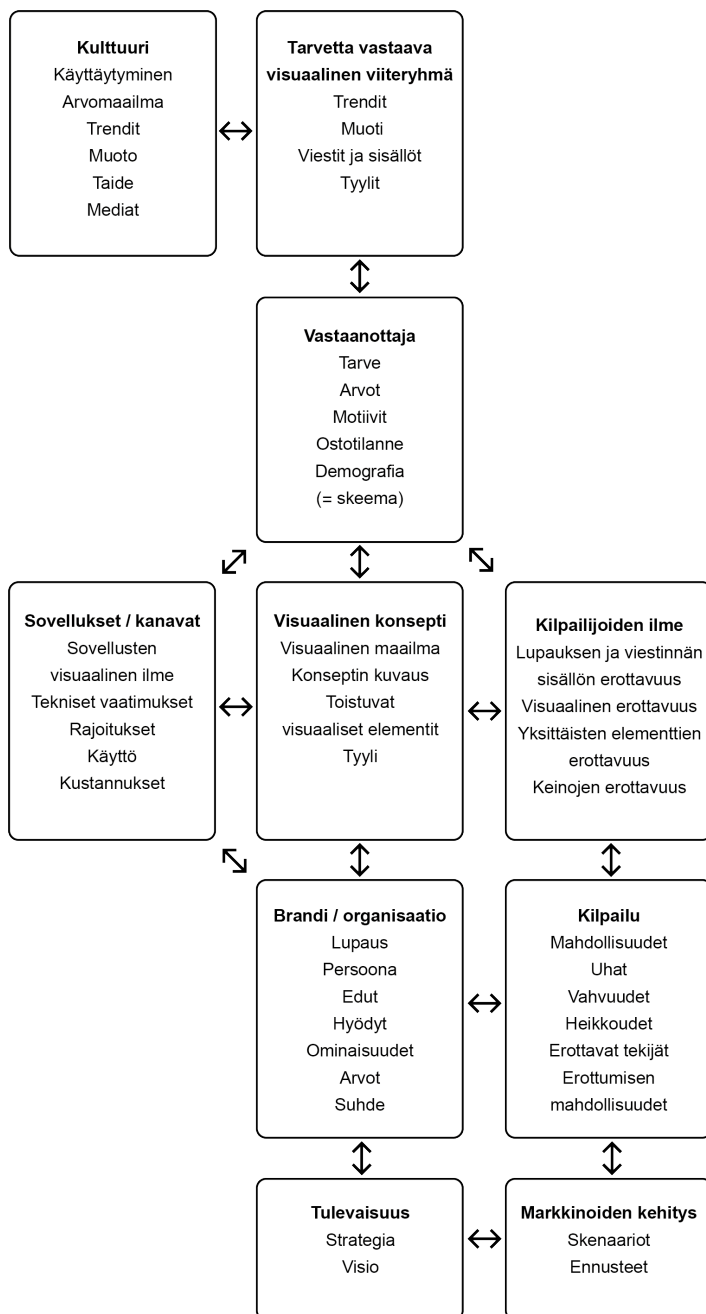 Kulttuuri
Käyttäytyminen
Arvomaailma
Trendit
Muoto
Taide
Mediat
Tarvetta vastaava
visuaalinen viiteryhmä
Trendit
Muoti
Viestit ja sisällöt
Tyylit
Vastaanottaja
Tarve
Arvot
Motiivit
Ostotilanne
Demografia
(= skeema)
Sovellukset / kanavat
Sovellusten
visuaalinen ilme
Tekniset vaatimukset
Rajoitukset
Käyttö
Kustannukset
Visuaalinen konsepti
Visuaalinen maailma
Konseptin kuvaus
Toistuvat
visuaaliset elementit
Tyyli
Kilpailijoiden ilme
Lupauksen ja viestinnän
sisällön erottavuus
Visuaalinen erottavuus
Yksittäisten elementtien
erottavuus
Keinojen erottavuus
Brandi / organisaatio
Lupaus
Persoona
Edut
Hyödyt
Ominaisuudet
Arvot
Suhde
Kilpailu
Mahdollisuudet
Uhat
Vahvuudet
Heikkoudet
Erottavat tekijät
Erottumisen
mahdollisuudet
Tulevaisuus
Strategia
Visio
Markkinoiden kehitys
Skenaariot
Ennusteet